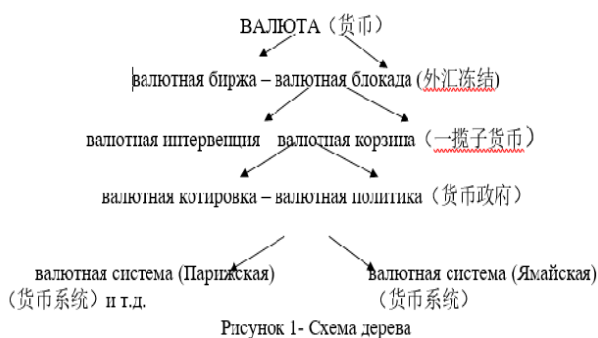 ВАЛЮТА（货币）
валютная биржа – валютная блокада (外汇冻结)
валютная интервенция валютная корзина（一揽子货币）
валютная котировка – валютная политика（货币政府）
валютная система (Парижская) валютная система (Ямайская)
（货币系统）и т.д. （货币系统）
Рисунок 1- Схема дерева